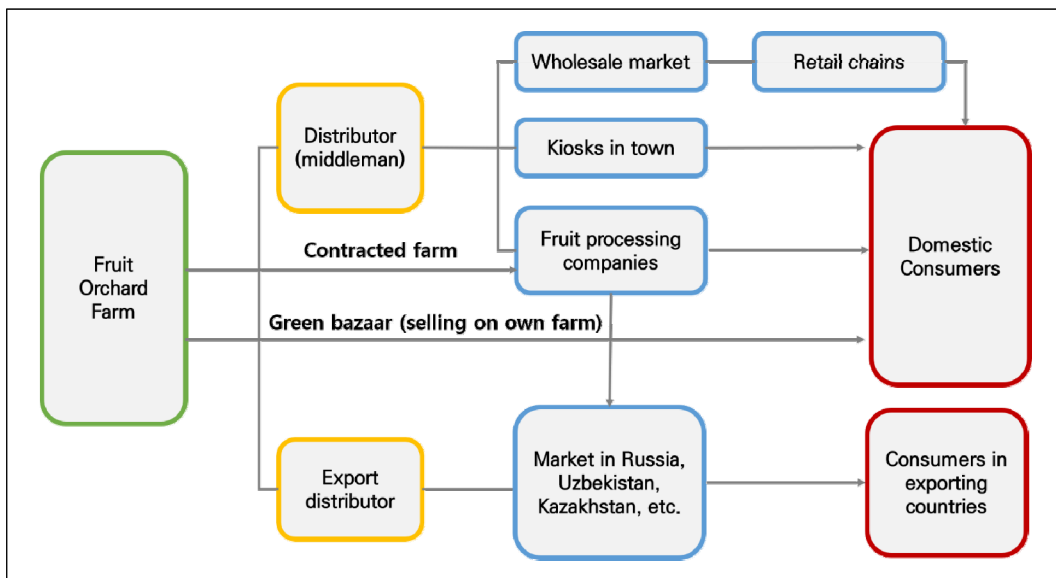 Wholesale market
Retail chains
Distributor
(middleman)
Kiosks in town
Contracted farm
Fruit processing
companies
Fruit
Orchard
Farm
Domestic
Consumers
Green bazaar (selling on own farm)
Export
distributor
Market in Russia,
Uzbekistan,
Kazakhstan, etc.
Consumers in
exporting
countries